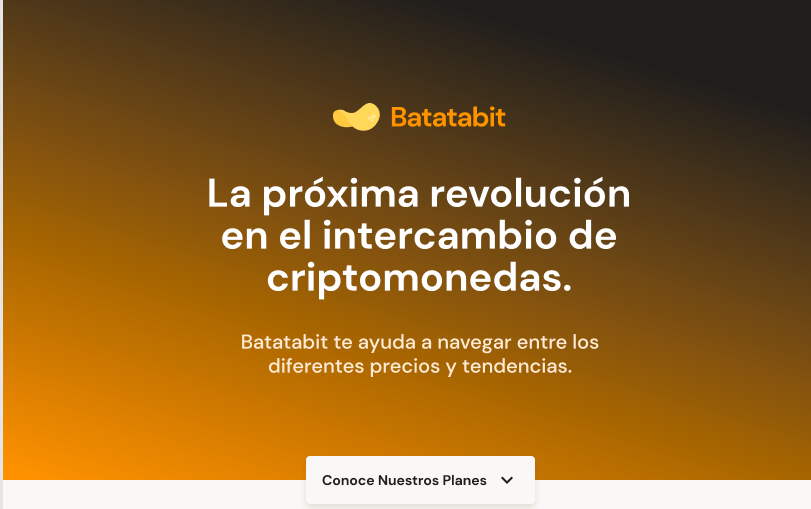 Batatabit
La próxima revolución
en el intercambio de
criptomonedas.
Batatabit te ayuda a navegar entre los
diferentes precios y tendencias.
Conoce Nuestros Planes